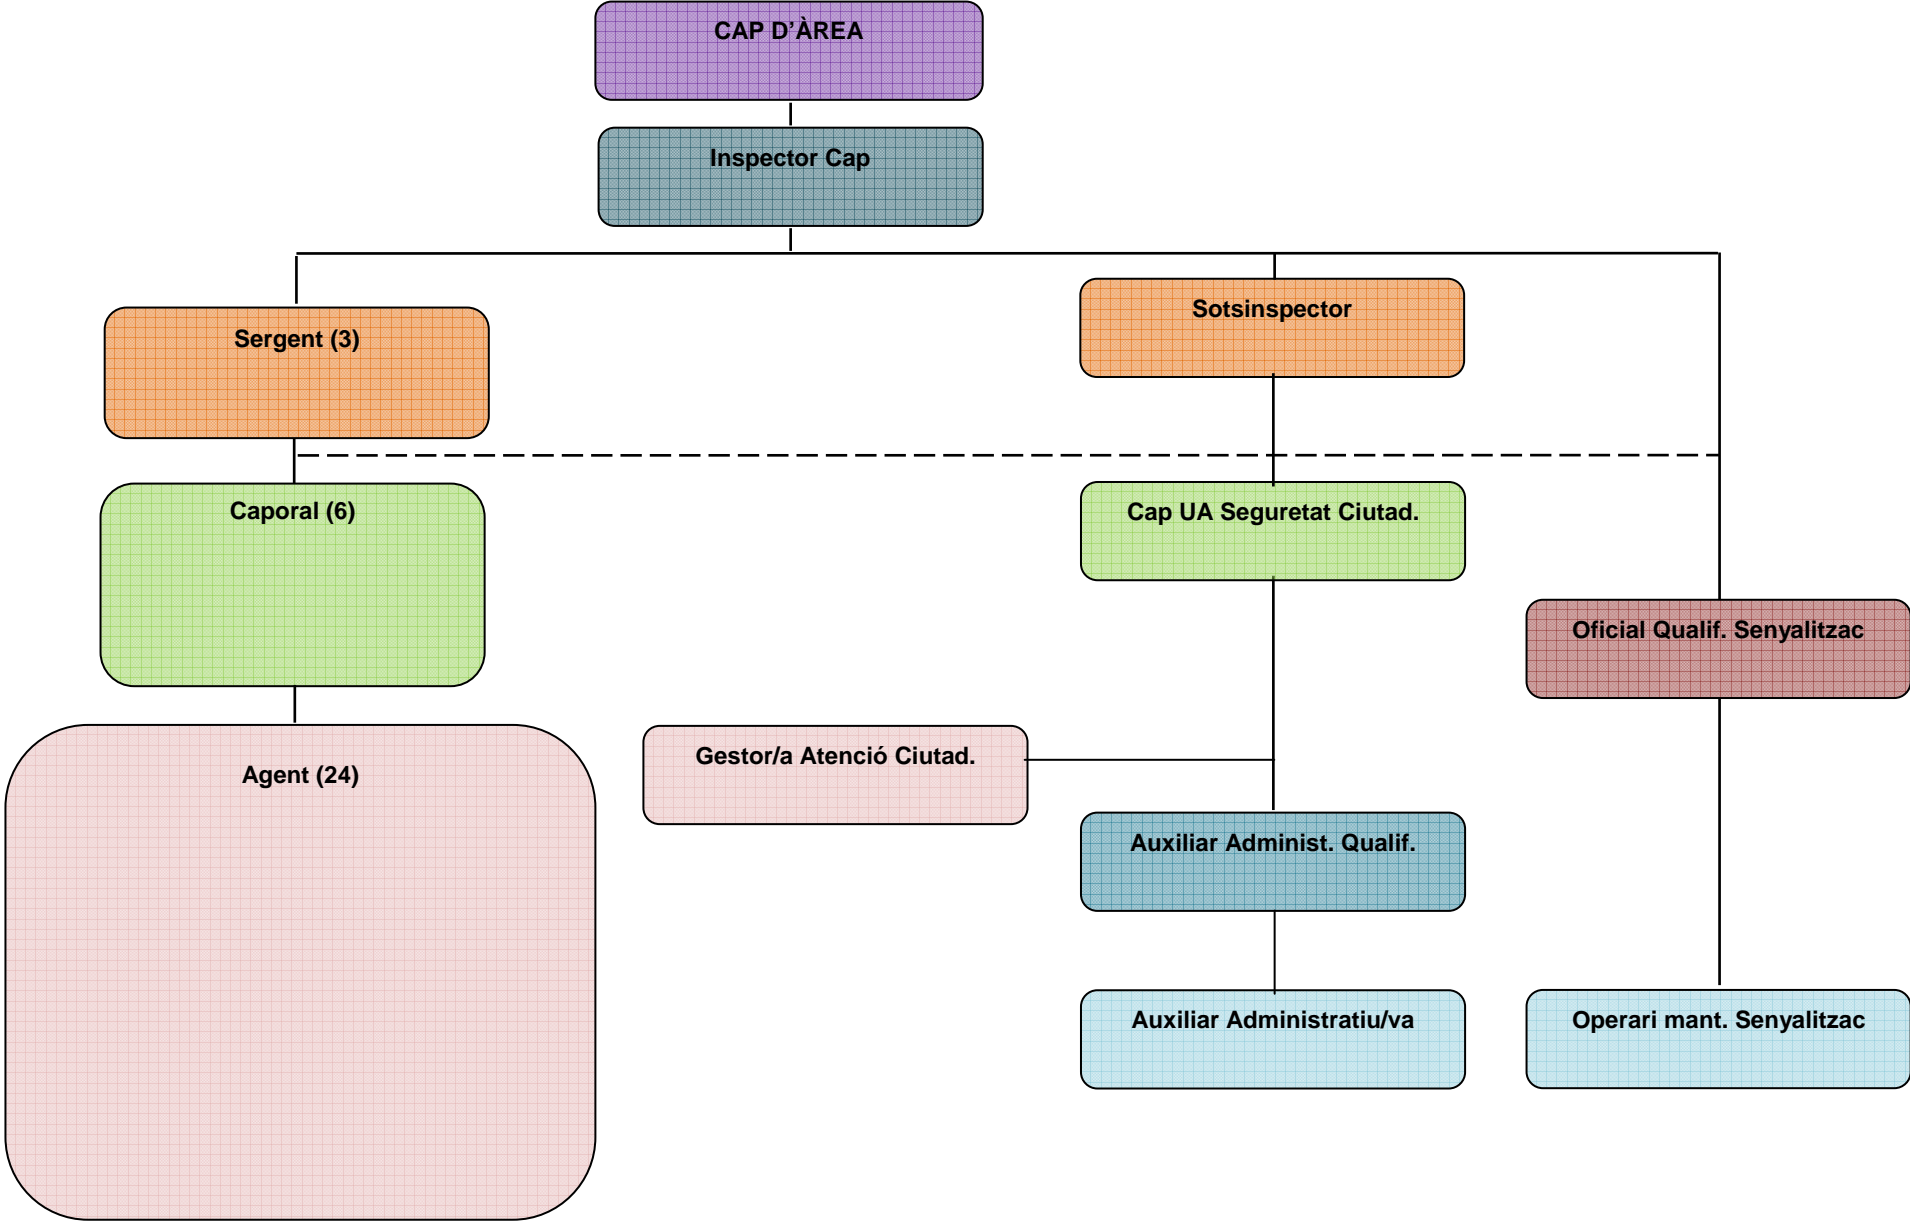 CAP D’ÀREA
Inspector Cap
Sotsinspector
Sergent (3)
Caporal (6)
Cap UA Seguretat Ciutad.
Oficial Qualif. Senyalitzac
Gestor/a Atenció Ciutad.
Agent (24)
Auxiliar Administ. Qualif.
Auxiliar Administratiu/va
Operari mant. Senyalitzac